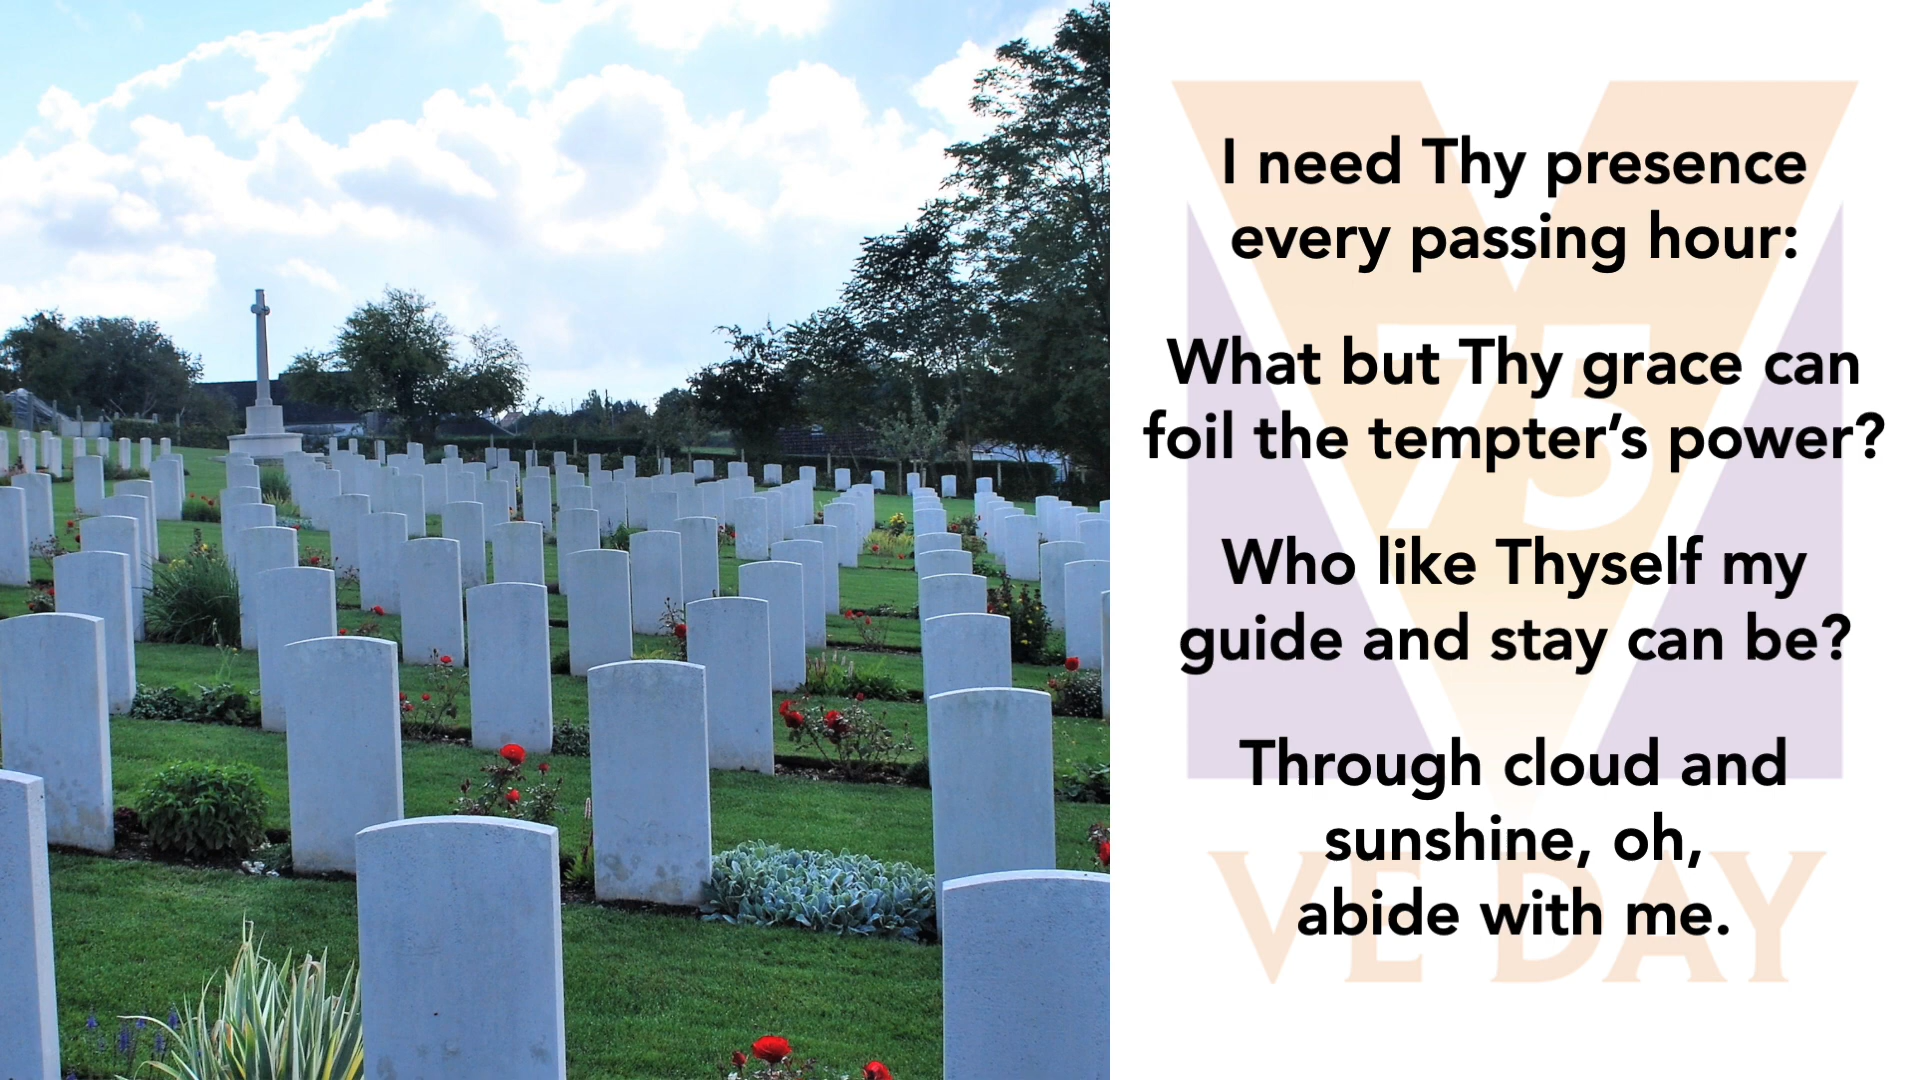 I need Thy presence
every passing hour:
What but Thy grace can
foil the tempter's power?
Who like Thyself my
guide and stay can be?
Through cloud and
sunshine, oh,
abide with me.
75
VE DAY